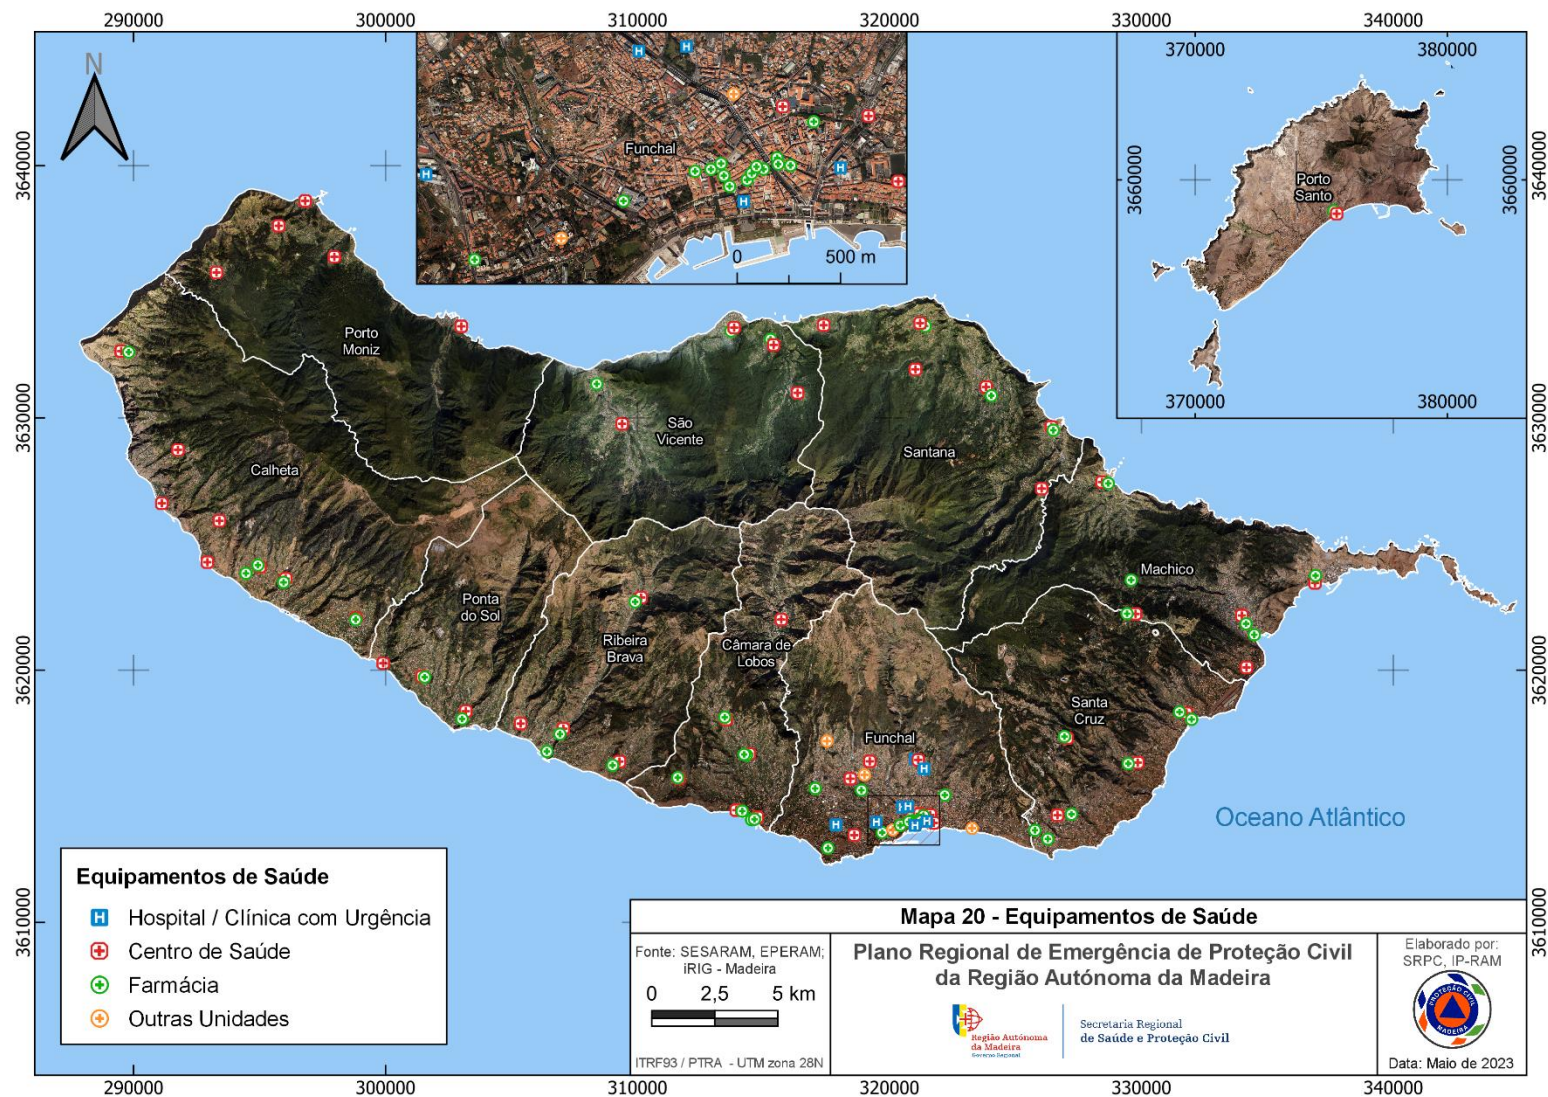 290000
300000
310000
320000
330000
340000
370000
380000
N
3640000
3640000
3660000
3660000
Funchal
0
500 m
Porto
Santo
370000
380000
Porto
Moniz
3630000
3630000
São
Vicente
Santana
Calheta
Machico
Ponta
do Sol
Ribeira
Brava
Câmara de
Lobos
3620000
3620000
Santa
Cruz
Funchal
Oceano Atlântico
3610000
3610000
Equipamentos de Saúde
Hospital / Clínica com Urgência
Centro de Saúde
Farmácia
Outras Unidades
Mapa 20 - Equipamentos de Saúde
Fonte: SESARAM, EPERAM;
iRIG - Madeira
0 2,5 5 km
ITRF93 / PTRA - UTM zona 28N
Plano Regional de Emergência de Proteção Civil
da Região Autónoma da Madeira
Região Autónoma
da Madeira
Governo Regional
Secretaria Regional
de Saúde e Proteção Civil
Elaborado por:
SRPC, IP-RAM
PROTEÇÃO CIVIL
MADEIRA
Data: Maio de 2023
290000
300000
310000
320000
330000
340000